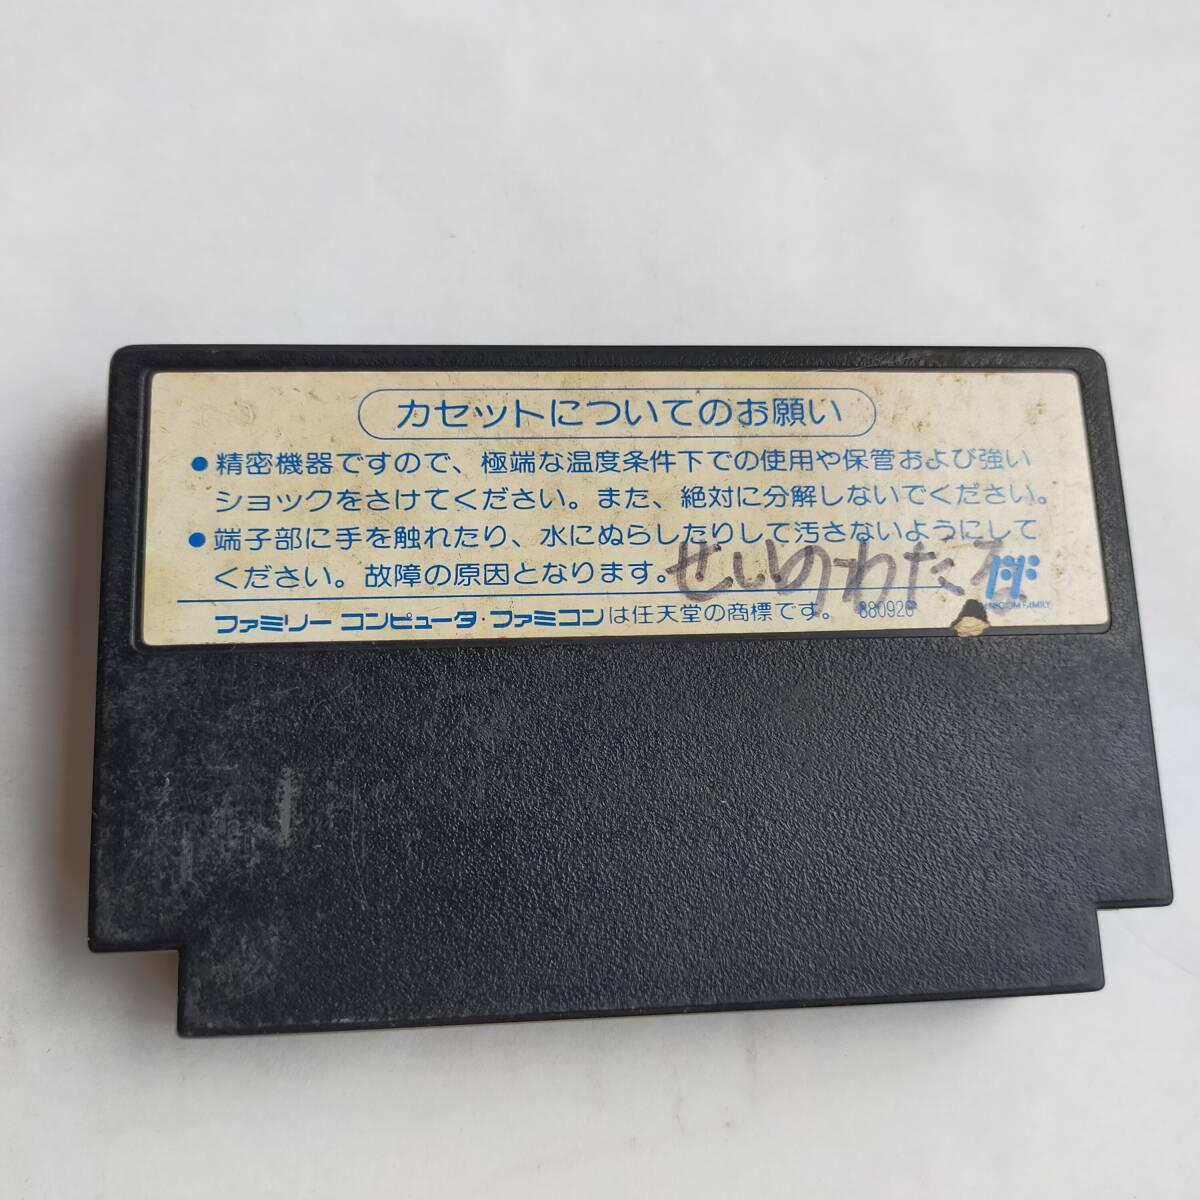 カセットについてのお願い
●精密機器ですので、極端な温度条件下での使用や保管および強い
ショックをさけてください。また、絶対に分解しないでください。
●端子部に手を触れたり、水にぬらしたりして汚さないようにして
ください。故障の原因となります。
せいのわたる
ファミリー コンピュータ・ファミコンは任天堂の商標です。 880926
FAMICOM FAMILY